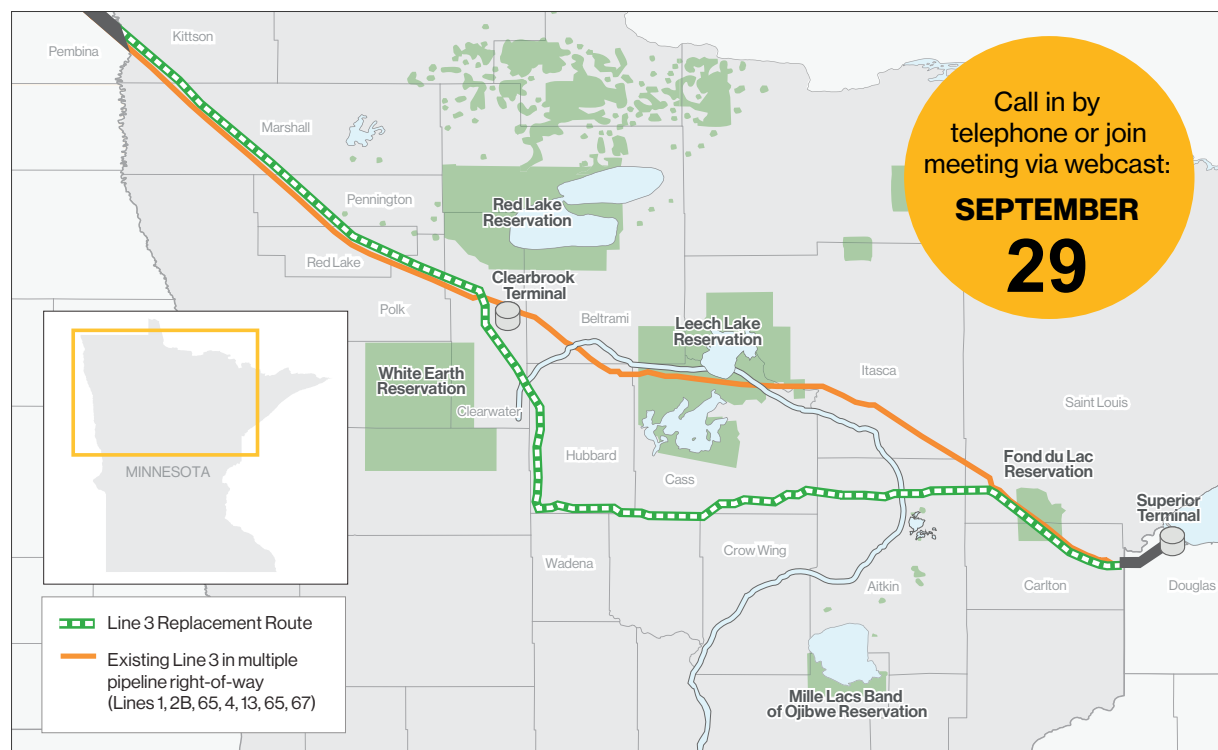 Pembina
Kittson
Marshall
Pennington
Red Lake
Polk
Red Lake
Reservation
Clearbrook
Terminal
Beltrami
Leech Lake
Reservation
Itasca
Saint Louis
White Earth
Reservation
Clearwater
Hubbard
Cass
Fond du Lac
Reservation
Superior
Terminal
Wadena
Crow Wing
Aitkin
Carlton
Douglas
Mille Lacs Band
of Ojibwe Reservation
Call in by
telephone or join
meeting via webcast:
SEPTEMBER
29
MINNESOTA
Line 3 Replacement Route
Existing Line 3 in multiple
pipeline right-of-way
(Lines 1, 2B, 65, 4, 13, 65, 67)